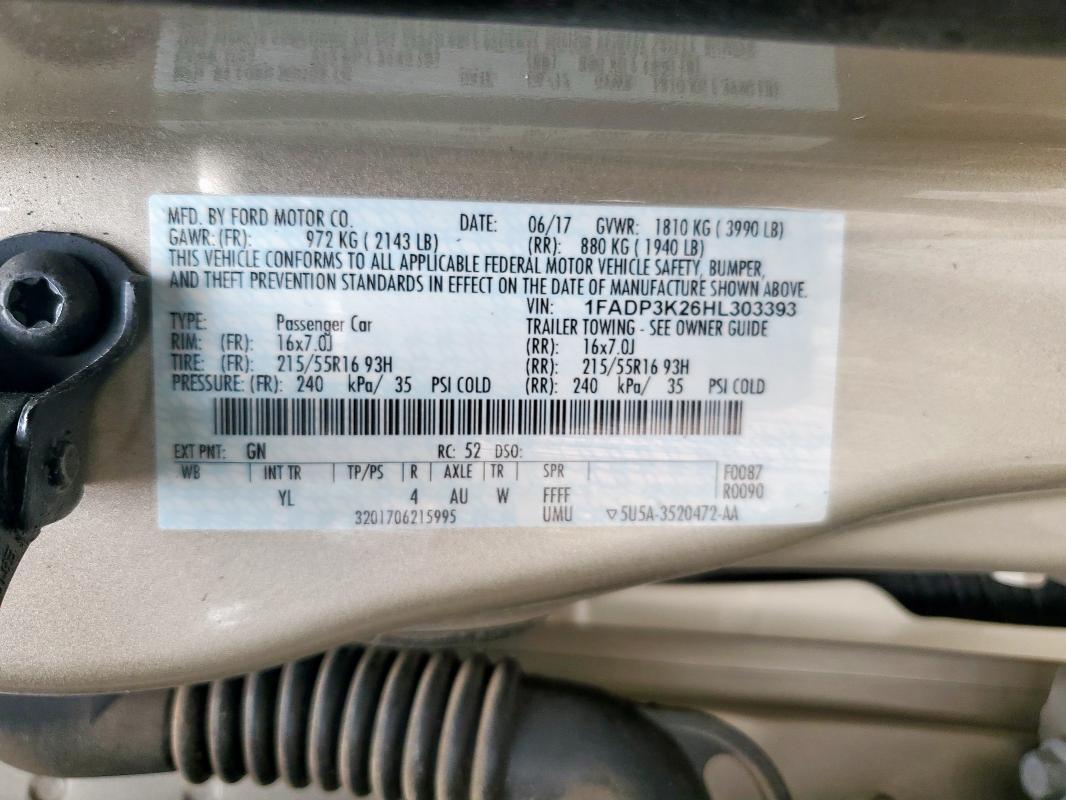 MFD. BY FORD MOTOR CO. DATE: 06/17 GVWR: 1810 KG ( 3990 LB)
GAWR:(FR): 972 KG ( 2143 LB) (RR): 880 KG ( 1940 LB)
THIS VEHICLE CONFORMS TO ALL APPLICABLE FEDERAL MOTOR VEHICLE SAFETY, BUMPER,
AND THEFT PREVENTION STANDARDS IN EFFECT ON THE DATE OF MANUFACTURE SHOWN ABOVE.
VIN: 1FADP3K26HL303393
TYPE: Passenger Car TRAILER TOWING - SEE OWNER GUIDE
RIM: (FR): 16x7.0J (RR): 16x7.0J
TIRE: (FR): 215/55R16 93H (RR): 215/55R16 93H
PRESSURE: (FR): 240 kPa/ 35 PSI COLD (RR): 240 kPa/ 35 PSI COLD
EXT PNT: GN RC: 52 DSO:
WB INT TR TP/PS R AXLE TR SPR F0087
YL 4 AU W FFFF R0090
3201706215995 UMU ▽5U5A-3520472-AA